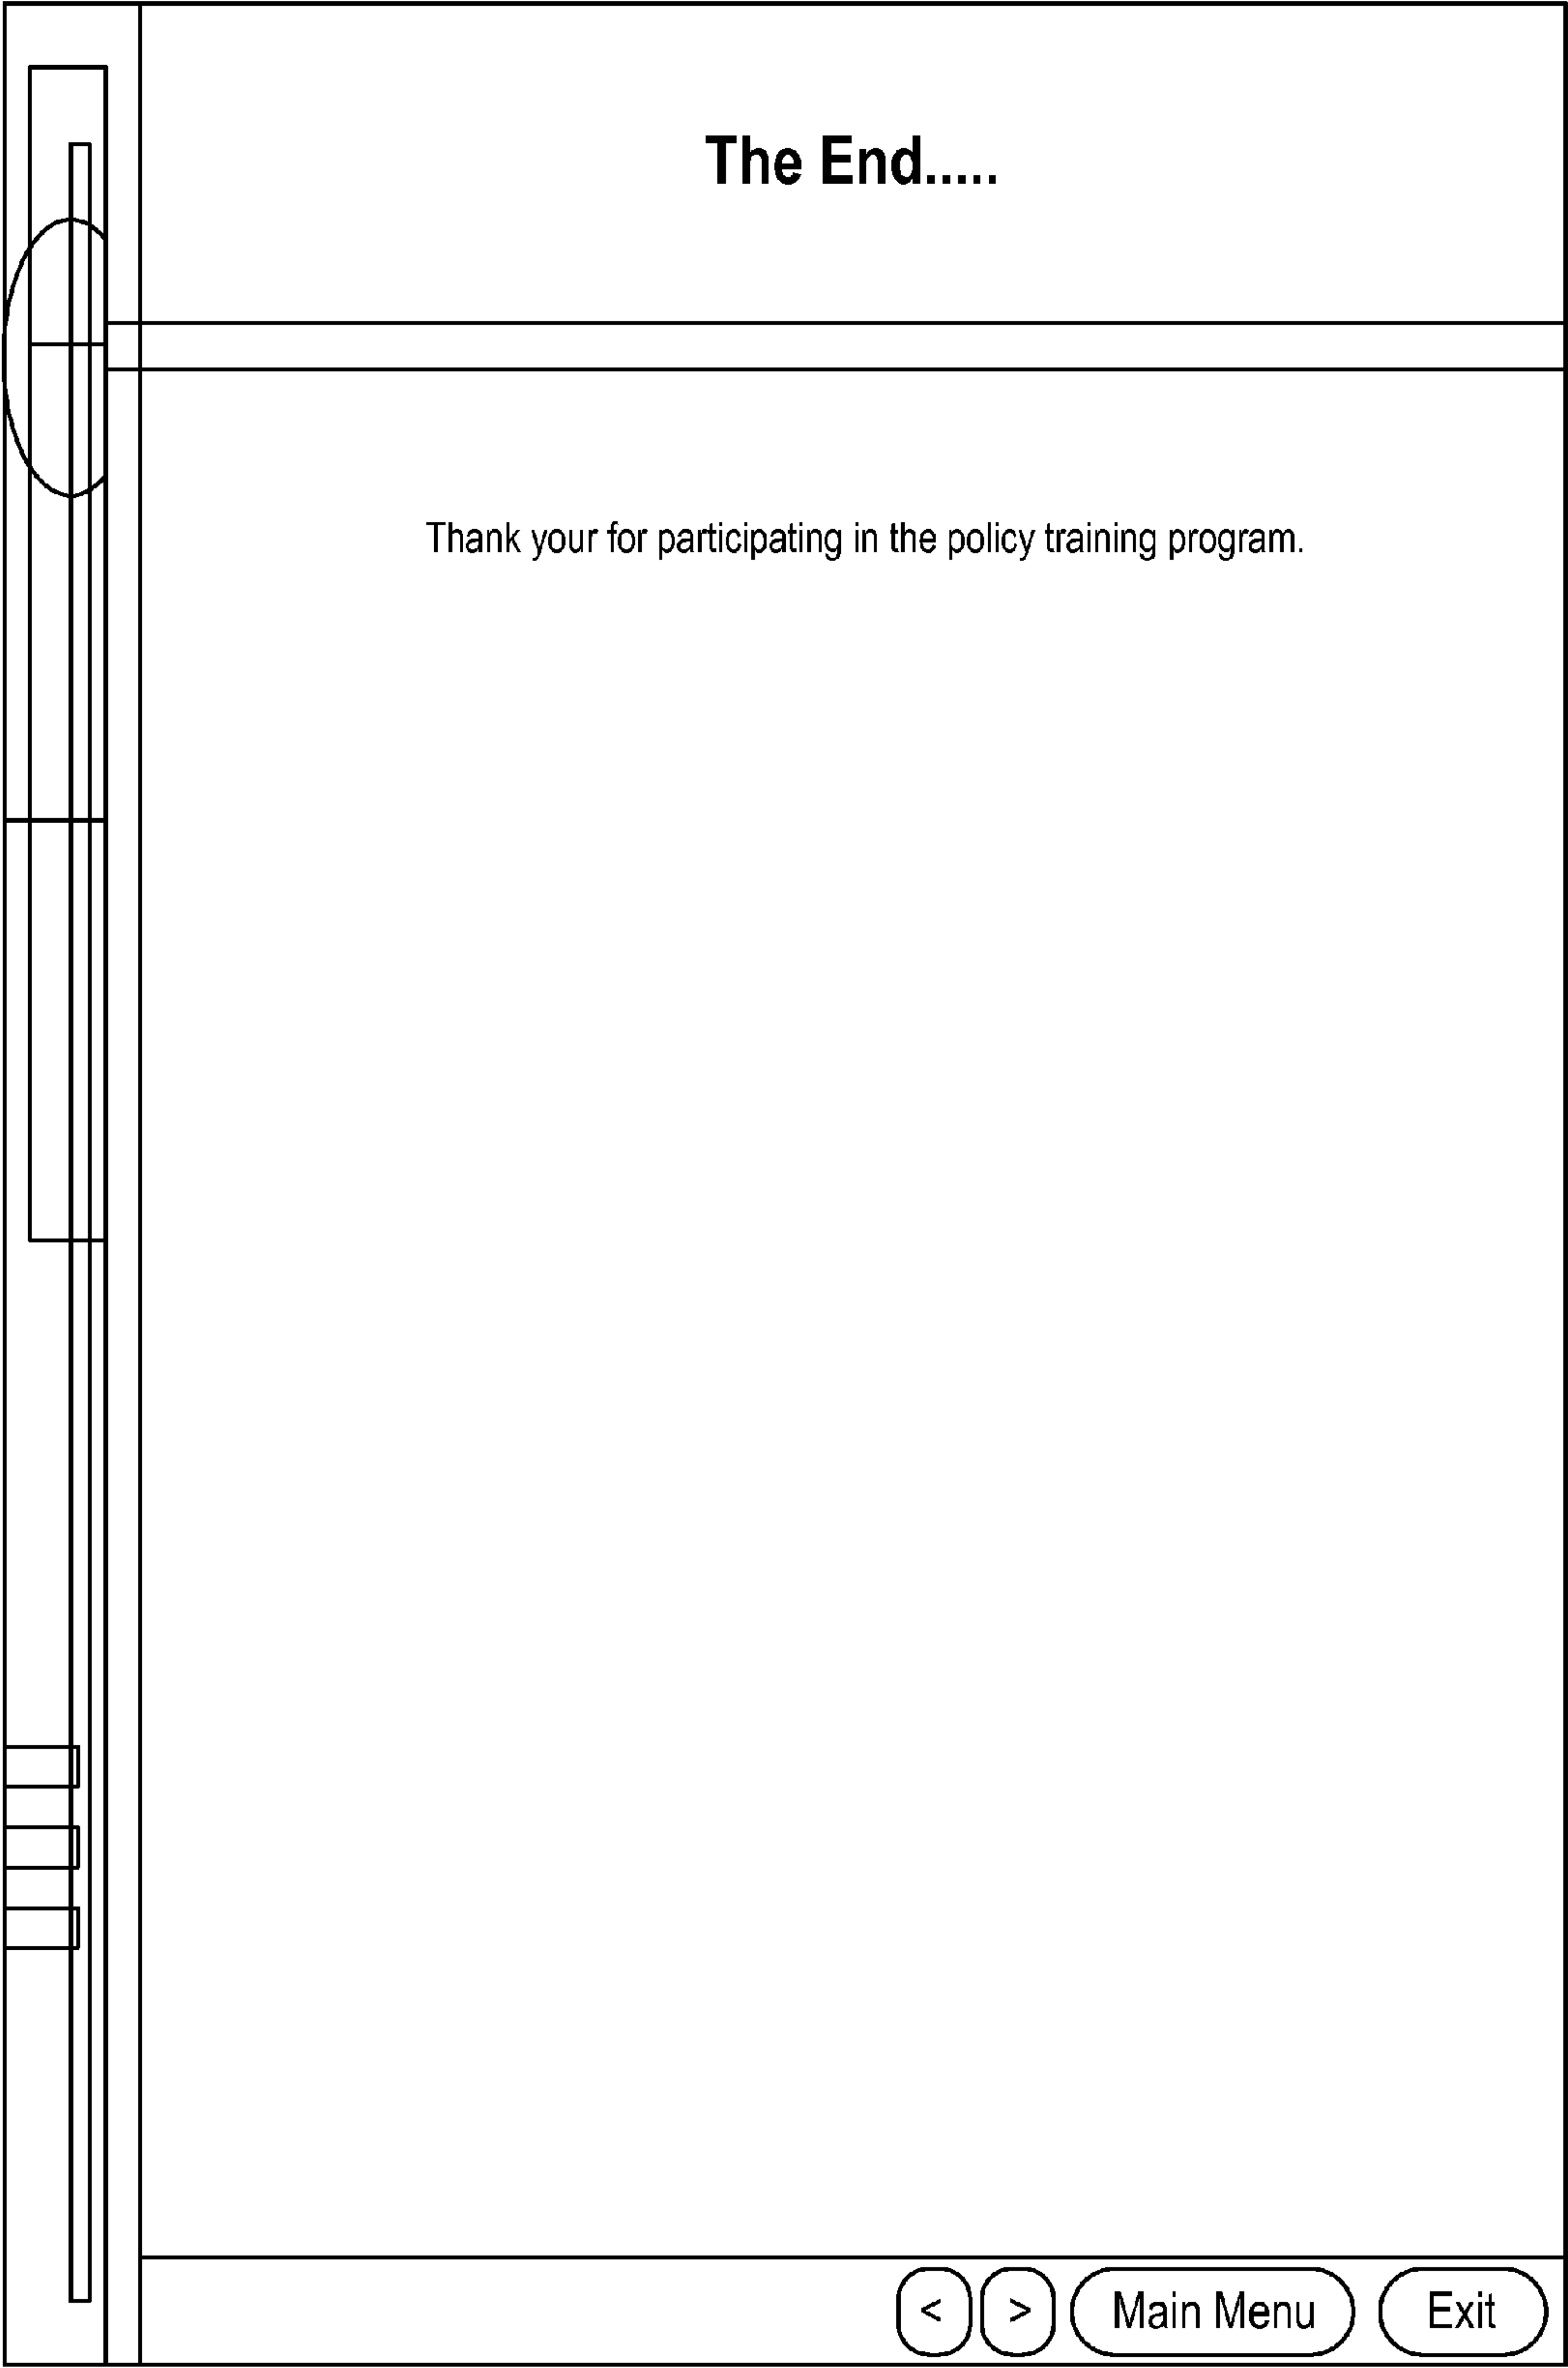 The End.....
Thank your for participating in the policy training program.
< > Main Menu Exit